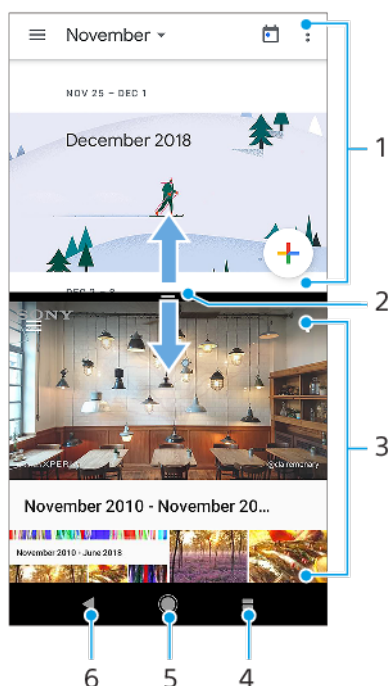 November
NOV 25 – DEC 1
December 2018
1
2
SONY
3
@clairemonary
November 2010 - November 20...
November 2010 - June 2018
6
5
4